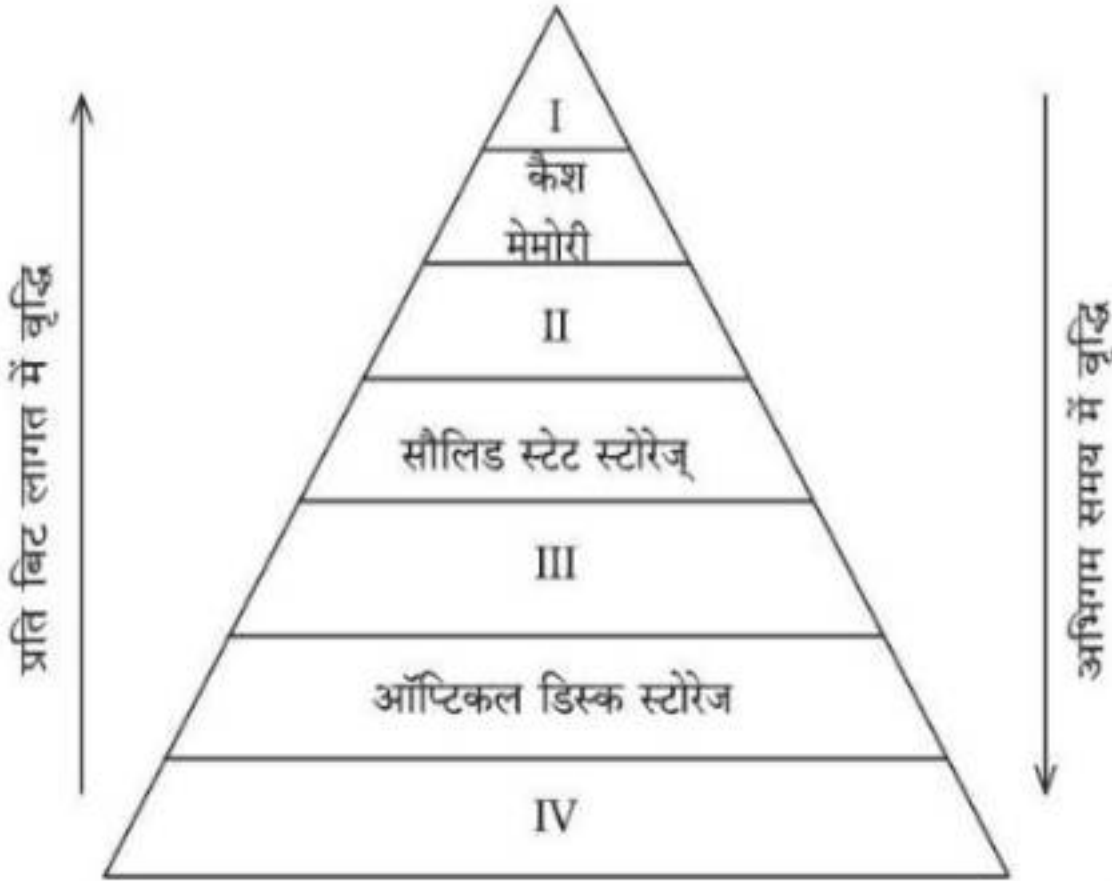 I
कैश
मेमोरी
II
सौलिड स्टेट स्टोरेज्
III
ऑप्टिकल डिस्क स्टोरेज
IV
प्रति बिट लागत में वृद्धि
अभिगम समय में वृद्धि